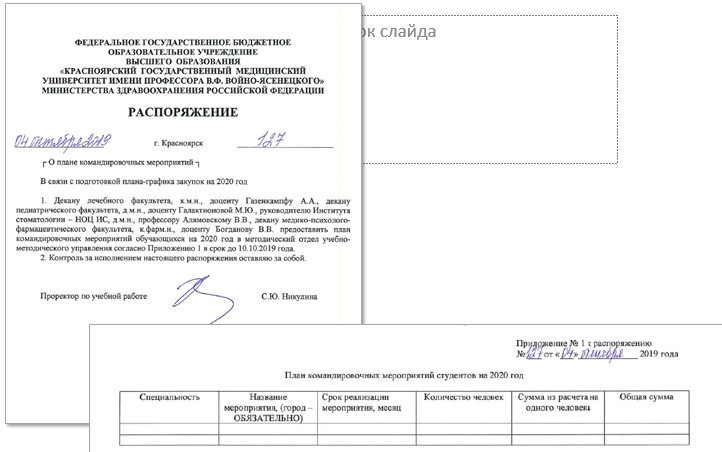 ок слайда
ФЕДЕРАЛЬНОЕ ГОСУДАРСТВЕННОЕ БЮДЖЕТНОЕ
ОБРАЗОВАТЕЛЬНОЕ УЧРЕЖДЕНИЕ
ВЫСШЕГО ОБРАЗОВАНИЯ
«КРАСНОЯРСКИЙ ГОСУДАРСТВЕННЫЙ МЕДИЦИНСКИЙ
УНИВЕРСИТЕТ ИМЕНИ ПРОФЕССОРА В.Ф. ВОЙНО-ЯСЕНЕЦКОГО»
МИНИСТЕРСТВА ЗДРАВООХРАНЕНИЯ РОССИЙСКОЙ ФЕДЕРАЦИИ
РАСПОРЯЖЕНИЕ
04 октября 2019 г. Красноярск 127
О плане командировочных мероприятий
В связи с подготовкой плана-графика закупок на 2020 год
1. Декану лечебного факультета, к.м.н., доценту Газенкампфу А.А., декану
педиатрического факультета, д.м.н., доценту Галактионовой М.Ю., руководителю Института
стоматологии – НОЦ ИС, д.м.н., профессору Алямовскому В.В., декану медико-психолого-
фармацевтического факультета, к.фарм.н., доценту Богданову В.В. предоставить план
командировочных мероприятий обучающихся на 2020 год в методический отдел учебно-
методического управления согласно Приложению 1 в срок до 10.10.2019 года.
2. Контроль за исполнением настоящего распоряжения оставляю за собой.
Проректор по учебной работе С.Ю. Никулина
Приложение № 1 к распоряжению
№ 127 от «04» октября 2019 года
План командировочных мероприятий студентов на 2020 год
Специальность Название мероприятия, (город – ОБЯЗАТЕЛЬНО) Срок реализации мероприятия, месяц Количество человек Сумма из расчета на одного человека Общая сумма